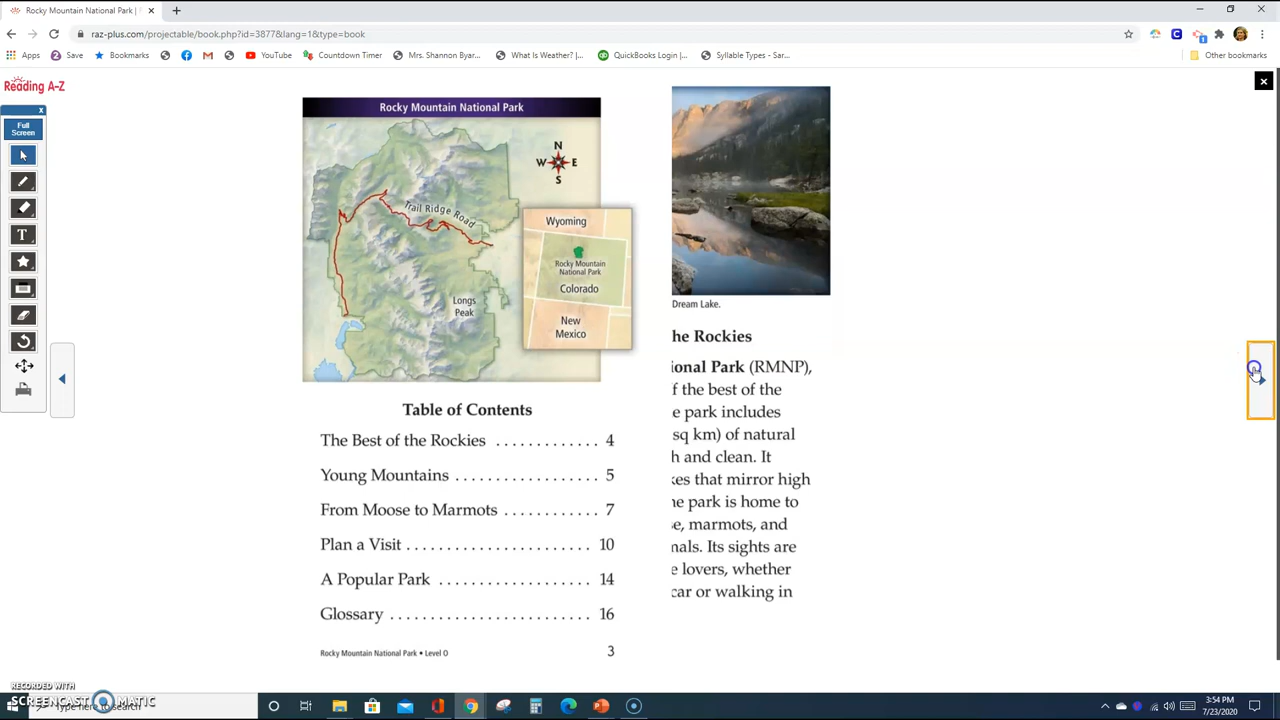 Rocky Mountain National Park |
raz-plus.com/projectable/book.php?id=3877&lang=1&type=book
Apps Save Bookmarks YouTube Countdown Timer Mrs. Shannon Byar... What Is Weather? |... QuickBooks Login |... Syllable Types - Sar... Other bookmarks
Reading A-Z
Full
Screen
T
Rocky Mountain National Park
N
W E
S
Trail Ridge Road
Longs
Peak
Wyoming
Rocky Mountain
National Park
Colorado
New
Mexico
Table of Contents
The Best of the Rockies ............. 4
Young Mountains .................. 5
From Moose to Marmots ............ 7
Plan a Visit ........................ 10
A Popular Park .................... 14
Glossary .......................... 16
Rocky Mountain National Park • Level O
3
Dream Lake.
he Rockies
ional Park (RMNP),
f the best of the
e park includes
sq km) of natural
h and clean. It
kes that mirror high
he park is home to
se, marmots, and
mals. Its sights are
e lovers, whether
car or walking in
RECORDED WITH
SCREENCAST MATIC
Type here to search
3:54 PM
7/23/2020